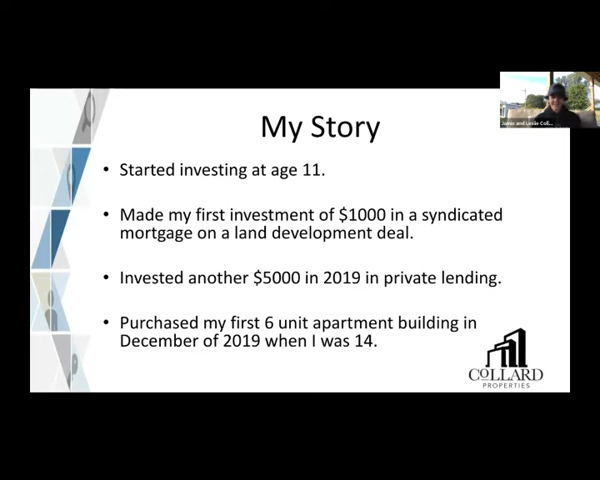 My Story
• Started investing at age 11.
• Made my first investment of $1000 in a syndicated
mortgage on a land development deal.
• Invested another $5000 in 2019 in private lending.
• Purchased my first 6 unit apartment building in
December of 2019 when I was 14.
COLLARD
PROPERTIES